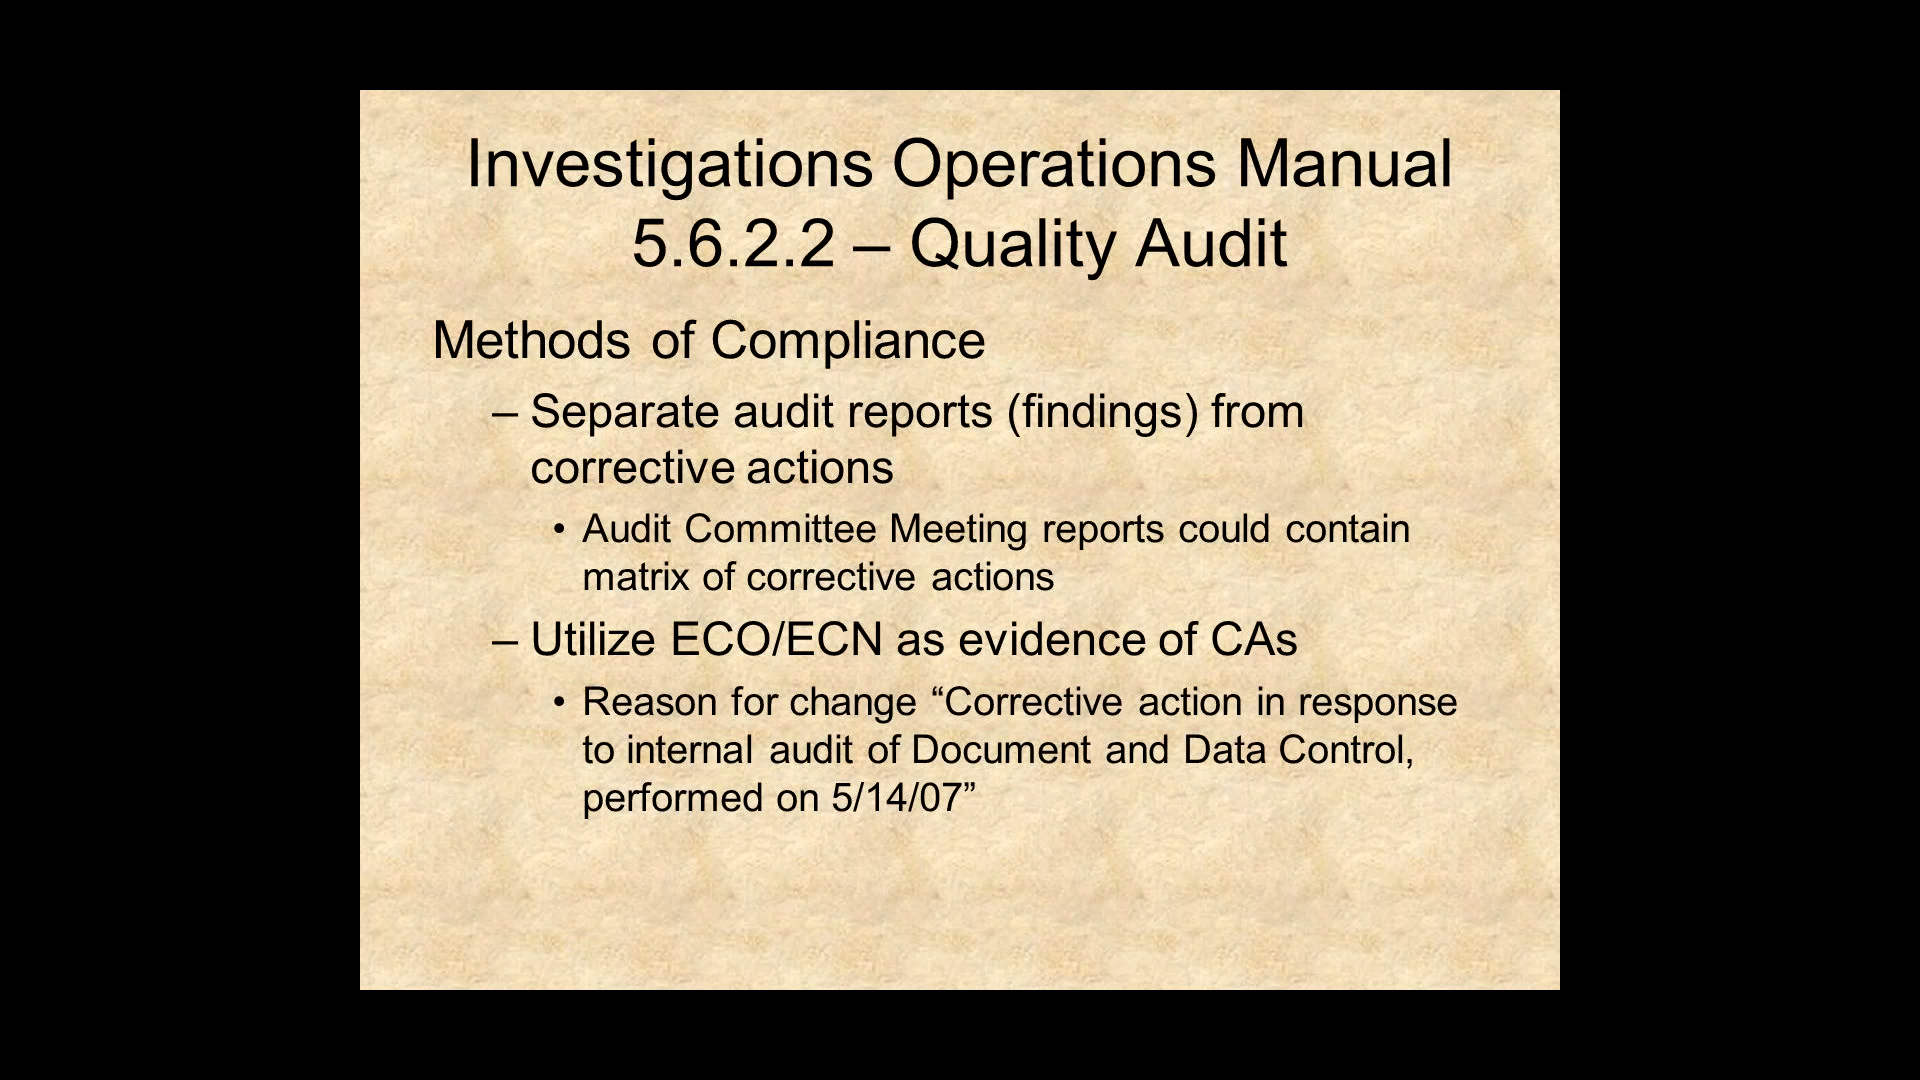 Investigations Operations Manual
5.6.2.2 – Quality Audit
Methods of Compliance
– Separate audit reports (findings) from
corrective actions
• Audit Committee Meeting reports could contain
matrix of corrective actions
– Utilize ECO/ECN as evidence of CAs
• Reason for change “Corrective action in response
to internal audit of Document and Data Control,
performed on 5/14/07”